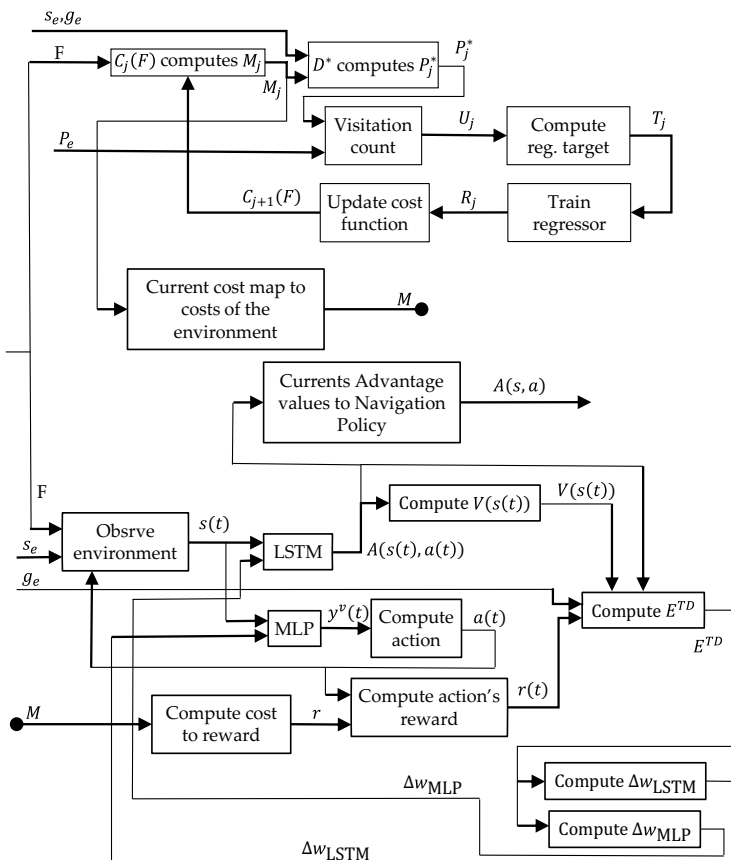 s_e, g_e
F
C_j(F) computes M_j
M_j
D* computes P_j*
P_j*
P_e
Visitation
count
U_j
Compute
reg. target
T_j
C_{j+1}(F)
Update cost
function
R_j
Train
regressor
Current cost map to
costs of the
environment
M
Currents Advantage
values to Navigation
Policy
A(s, a)
F
s_e
g_e
Obsrve
environment
s(t)
LSTM
A(s(t), a(t))
Compute V(s(t))
V(s(t))
MLP
y^v(t)
Compute
action
a(t)
Compute E^TD
E^TD
M
Compute cost
to reward
r
Compute action's
reward
r(t)
Compute Δw_LSTM
Compute Δw_MLP
Δw_MLP
Δw_LSTM